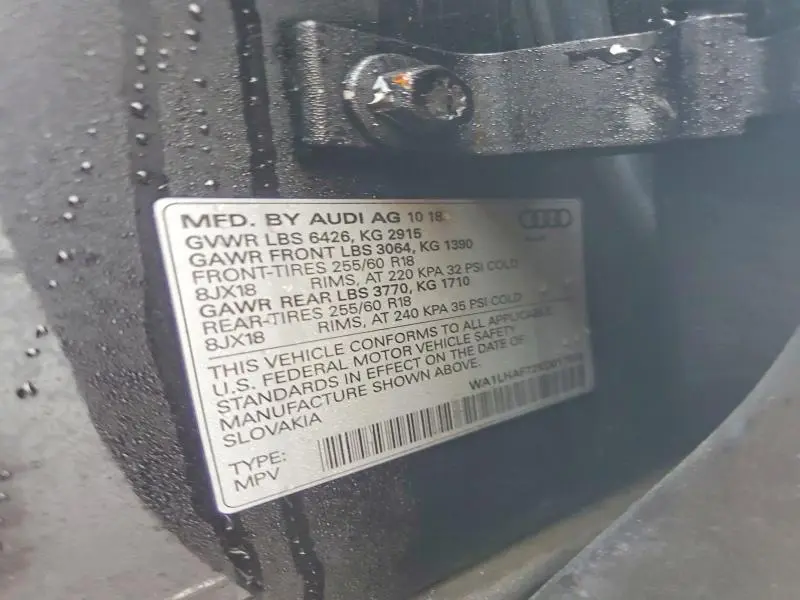 MFD. BY AUDI AG 10 18
GVWR LBS 6426, KG 2915
GAWR FRONT LBS 3064, KG 1390
FRONT-TIRES 255/60 R18
8JX18 RIMS, AT 220 KPA 32 PSI COLD
GAWR REAR LBS 3770, KG 1710
REAR-TIRES 255/60 R18
8JX18 RIMS, AT 240 KPA 35 PSI COLD
THIS VEHICLE CONFORMS TO ALL APPLICABLE
U.S. FEDERAL MOTOR VEHICLE SAFETY
STANDARDS IN EFFECT ON THE DATE OF
MANUFACTURE SHOWN ABOVE.
SLOVAKIA
TYPE:
MPV